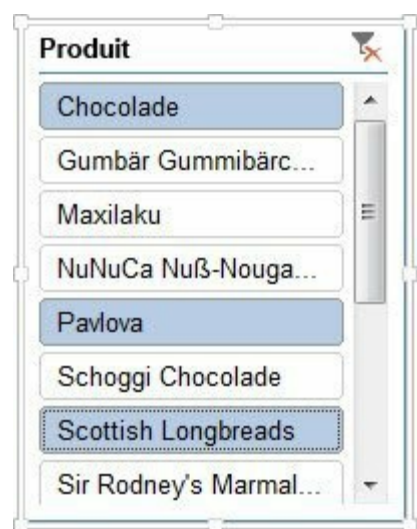 Produit
Chocolade
Gumbär Gummibärc...
Maxilaku
NuNuCa Nuß-Nouga...
Pavlova
Schoggi Chocolade
Scottish Longbreads
Sir Rodney's Marmal...